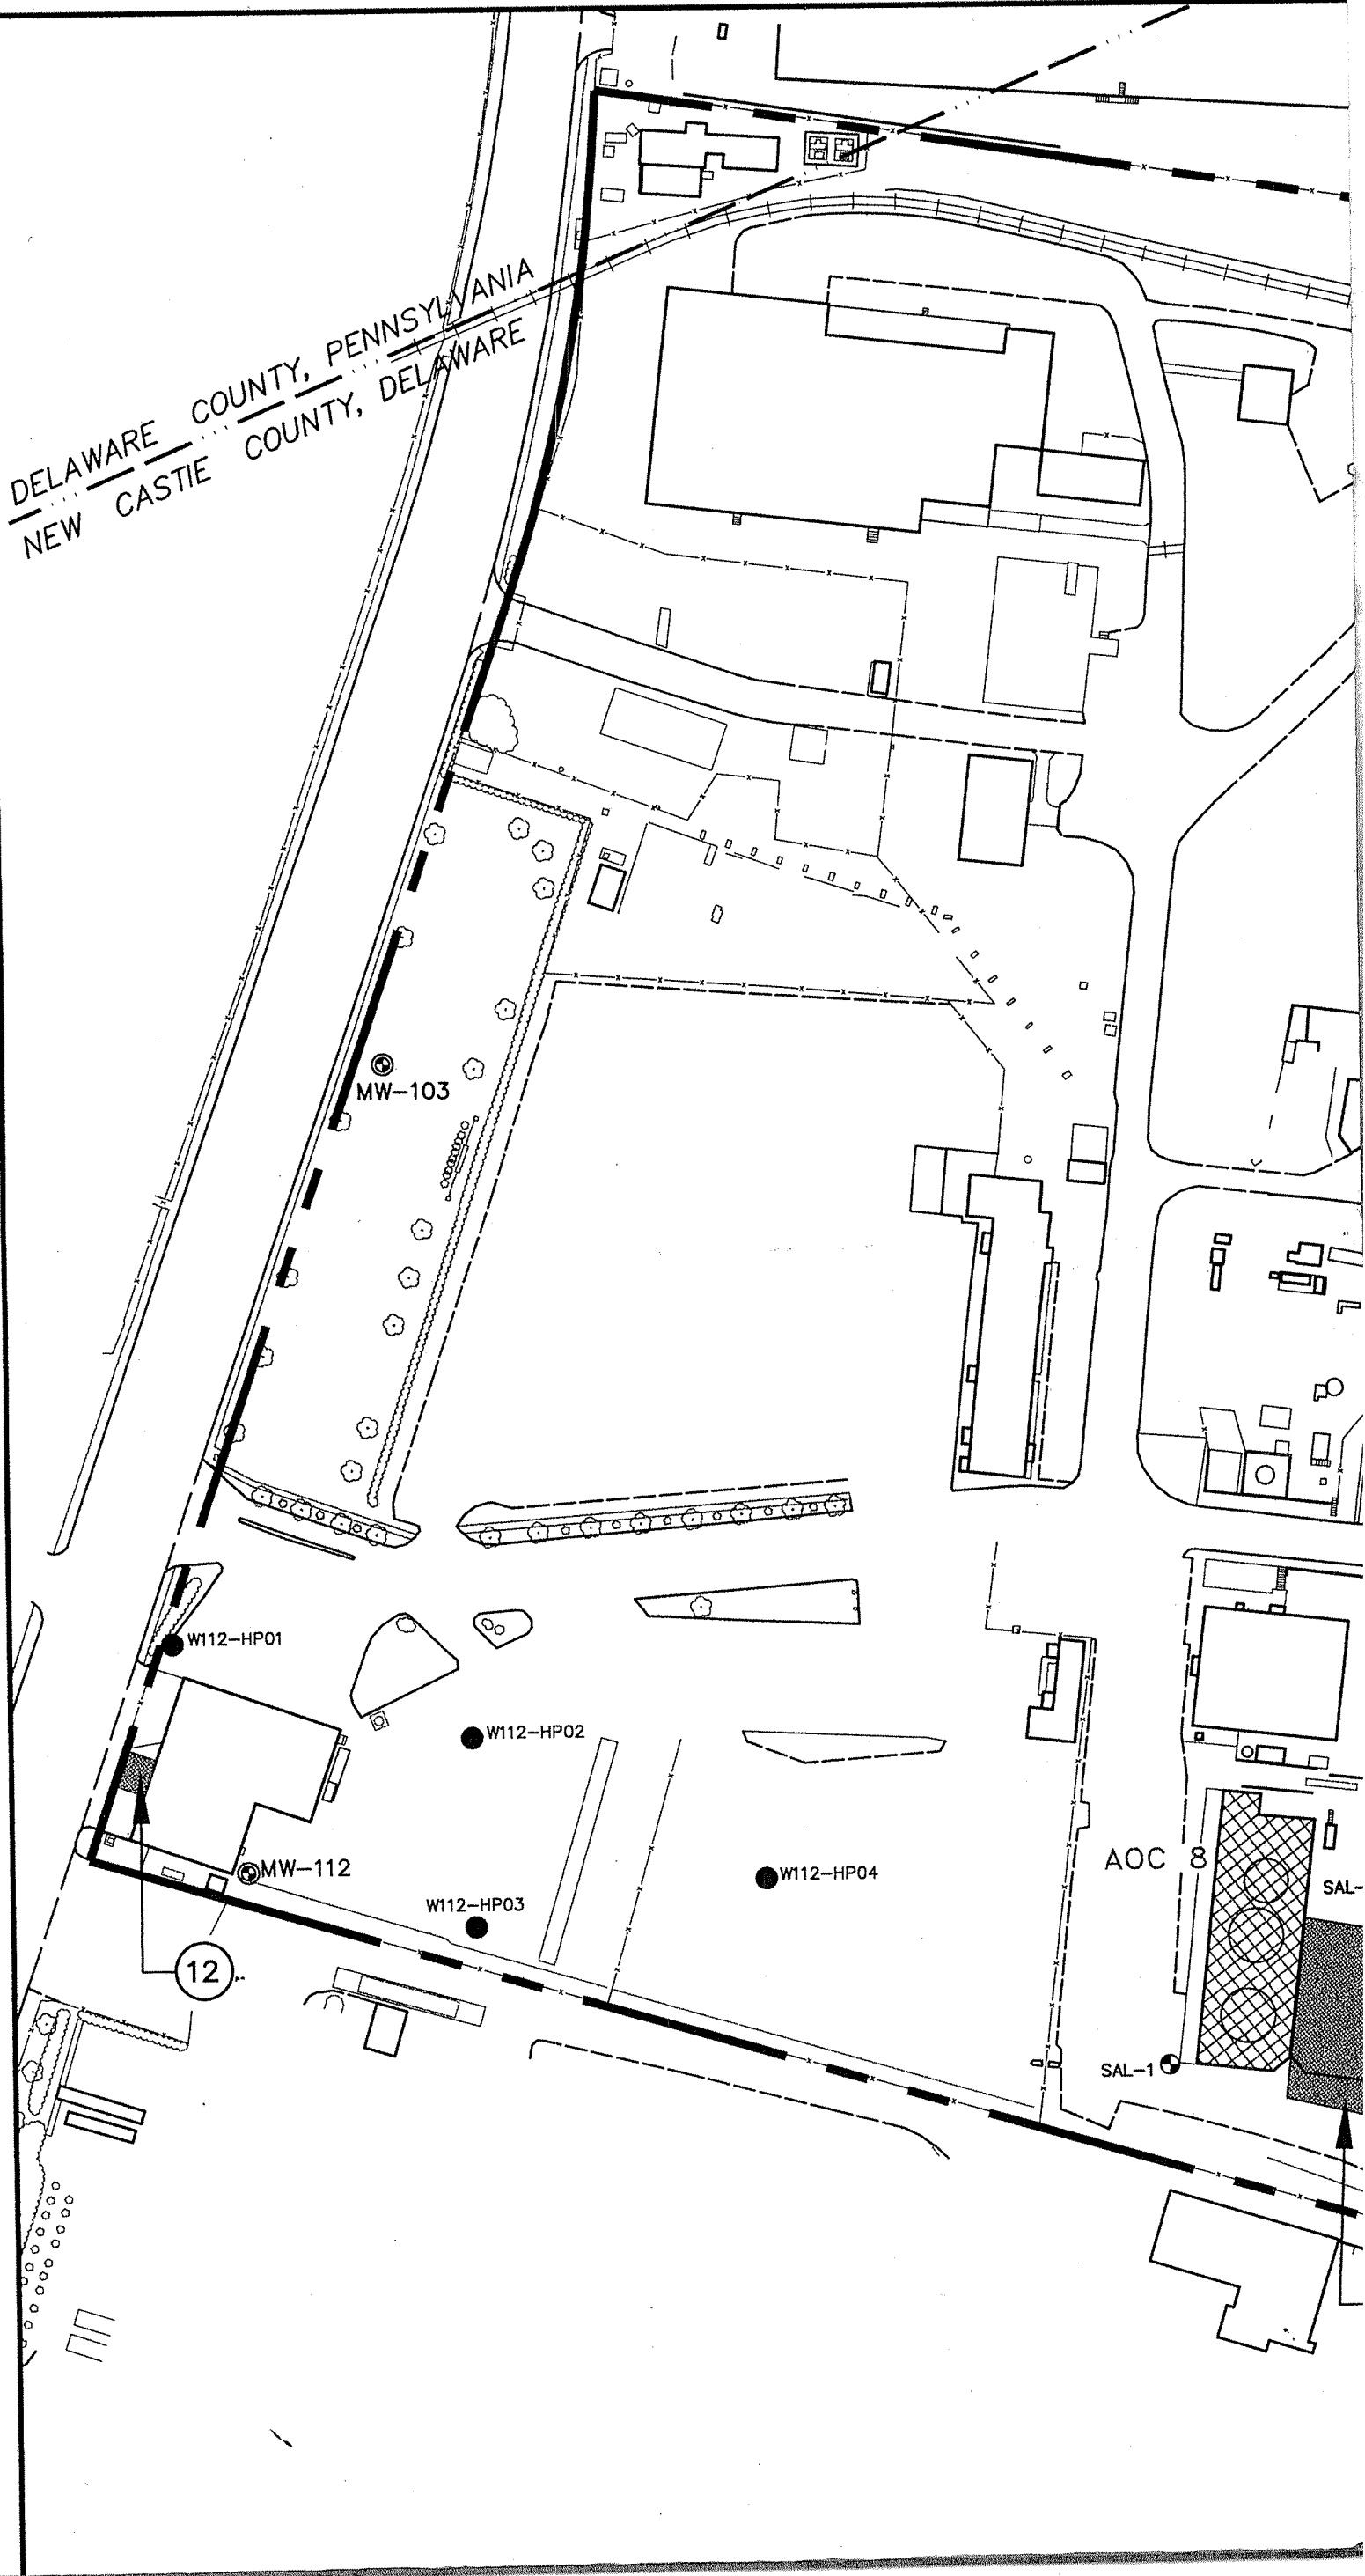 DELAWARE COUNTY, PENNSYLVANIA
NEW CASTIE COUNTY, DELAWARE
MW-103
W112-HP01
W112-HP02
MW-112
W112-HP03
W112-HP04
AOC 8
SAL-
12
SAL-1